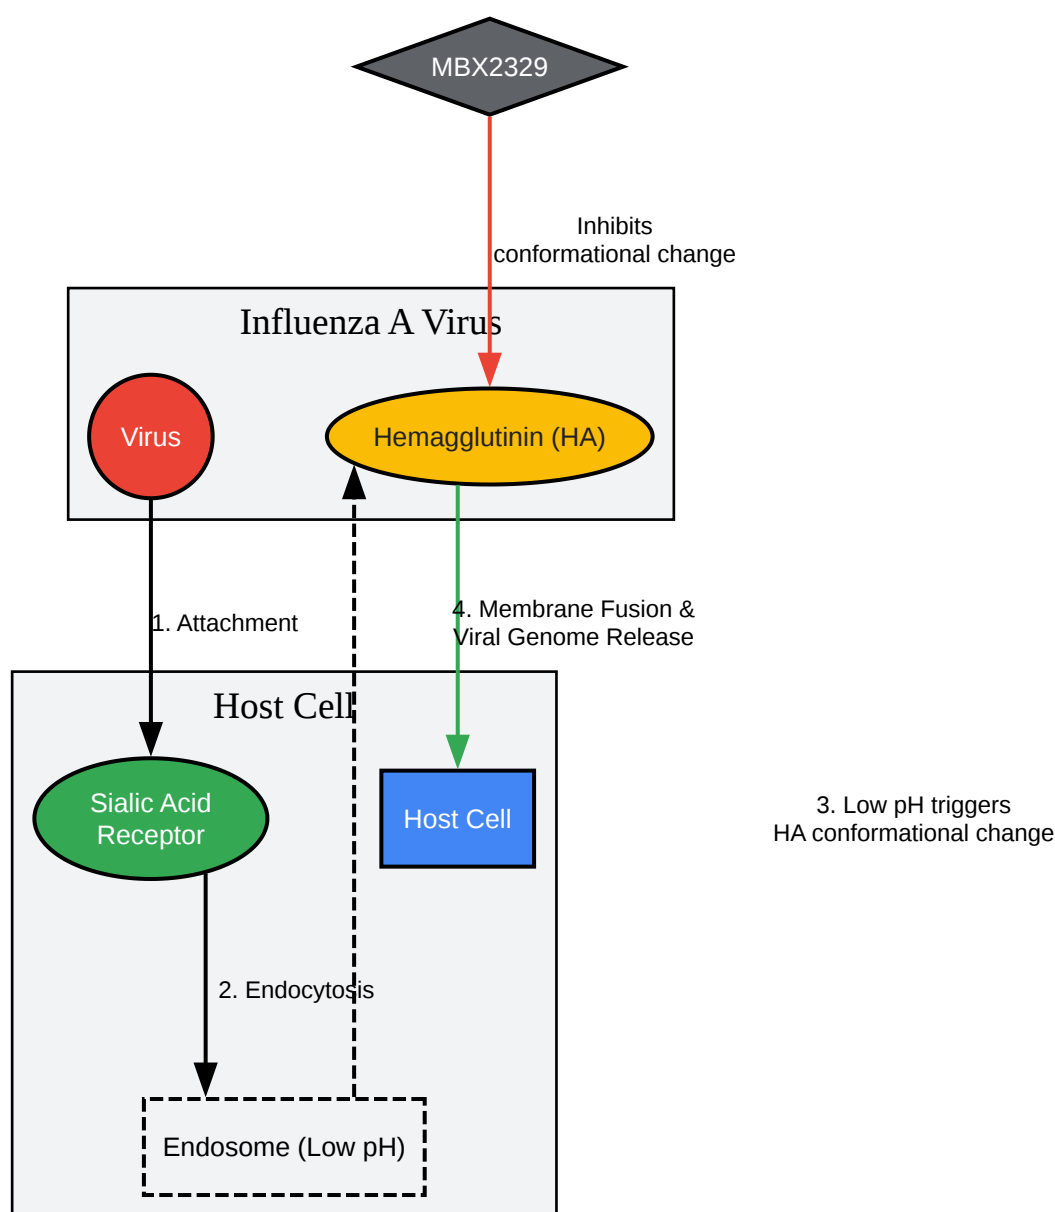 MBX2329
Inhibits
conformational change
Influenza A Virus
Virus
Hemagglutinin (HA)
1. Attachment
4. Membrane Fusion &
Viral Genome Release
Host Cell
Sialic Acid
Receptor
Host Cell
3. Low pH triggers
HA conformational change
2. Endocytosis
Endosome (Low pH)